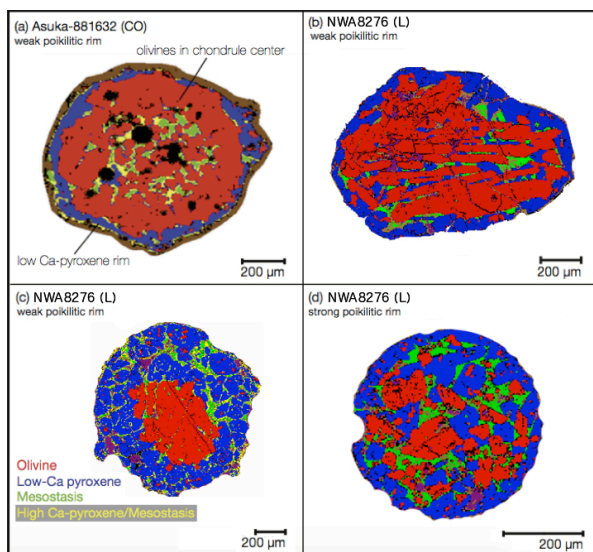 (a) Asuka-881632 (CO)
weak poikilitic rim
olivines in chondrule center
low Ca-pyroxene rim
200 µm
(b) NWA8276 (L)
weak poikilitic rim
200 µm
(c) NWA8276 (L)
weak poikilitic rim
Olivine
Low-Ca pyroxene
Mesostasis
High Ca-pyroxene/Mesostasis
200 µm
(d) NWA8276 (L)
strong poikilitic rim
200 µm